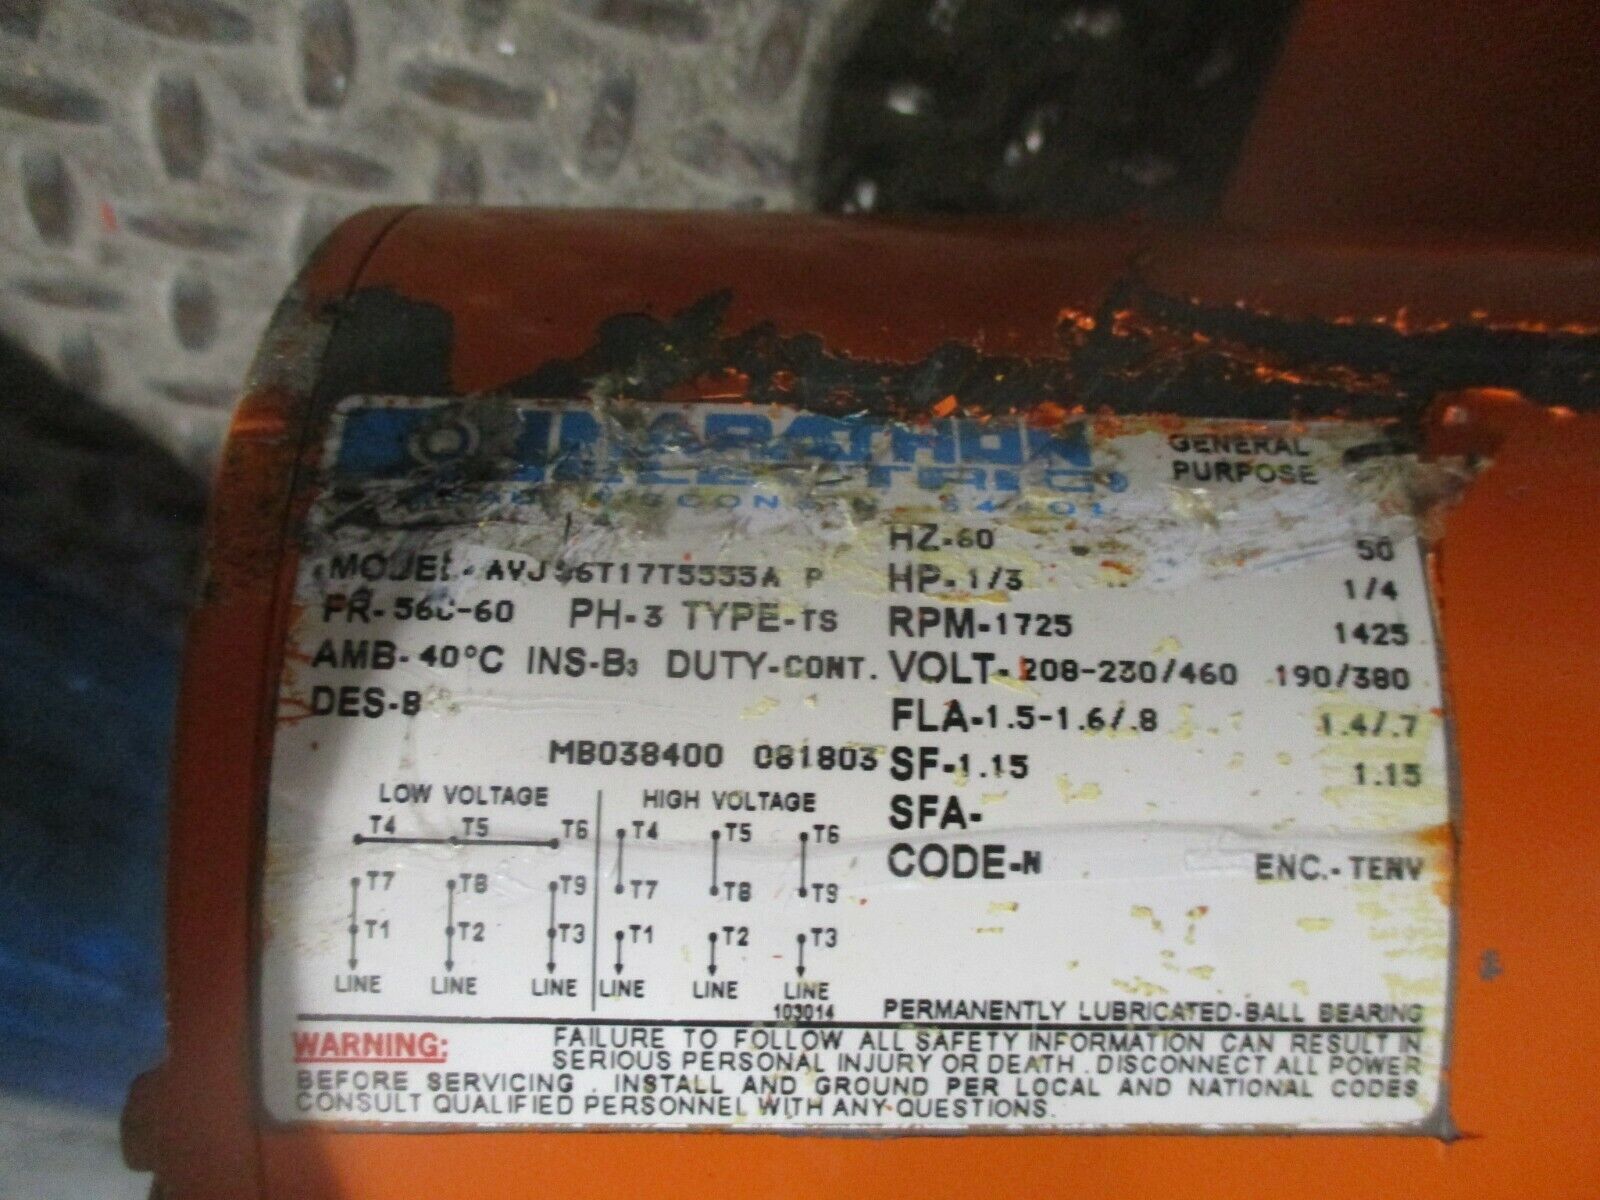 MARATHON
ELECTRIC®
GENERAL
PURPOSE
MODEL- P
FR-56C-60 PH-3 TYPE-TS
AMB-40°C INS-B3 DUTY-CONT.
DES-B
MB038400 081803
HZ-60 50
HP-1/3 1/4
RPM-1725 1425
VOLT-208-230/460 190/380
FLA-1.5-1.6/.8 1.4/.7
SF-1.15 1.15
SFA-
CODE-N ENC.-TENV
LOW VOLTAGE HIGH VOLTAGE
T4 T5 T6 T4 T5 T6
T7 T8 T9 T7 T8 T9
T1 T2 T3 T1 T2 T3
LINE LINE LINE LINE LINE LINE
103014
PERMANENTLY LUBRICATED-BALL BEARING
WARNING: FAILURE TO FOLLOW ALL SAFETY INFORMATION CAN RESULT IN
SERIOUS PERSONAL INJURY OR DEATH. DISCONNECT ALL POWER
BEFORE SERVICING. INSTALL AND GROUND PER LOCAL AND NATIONAL CODES
CONSULT QUALIFIED PERSONNEL WITH ANY QUESTIONS.